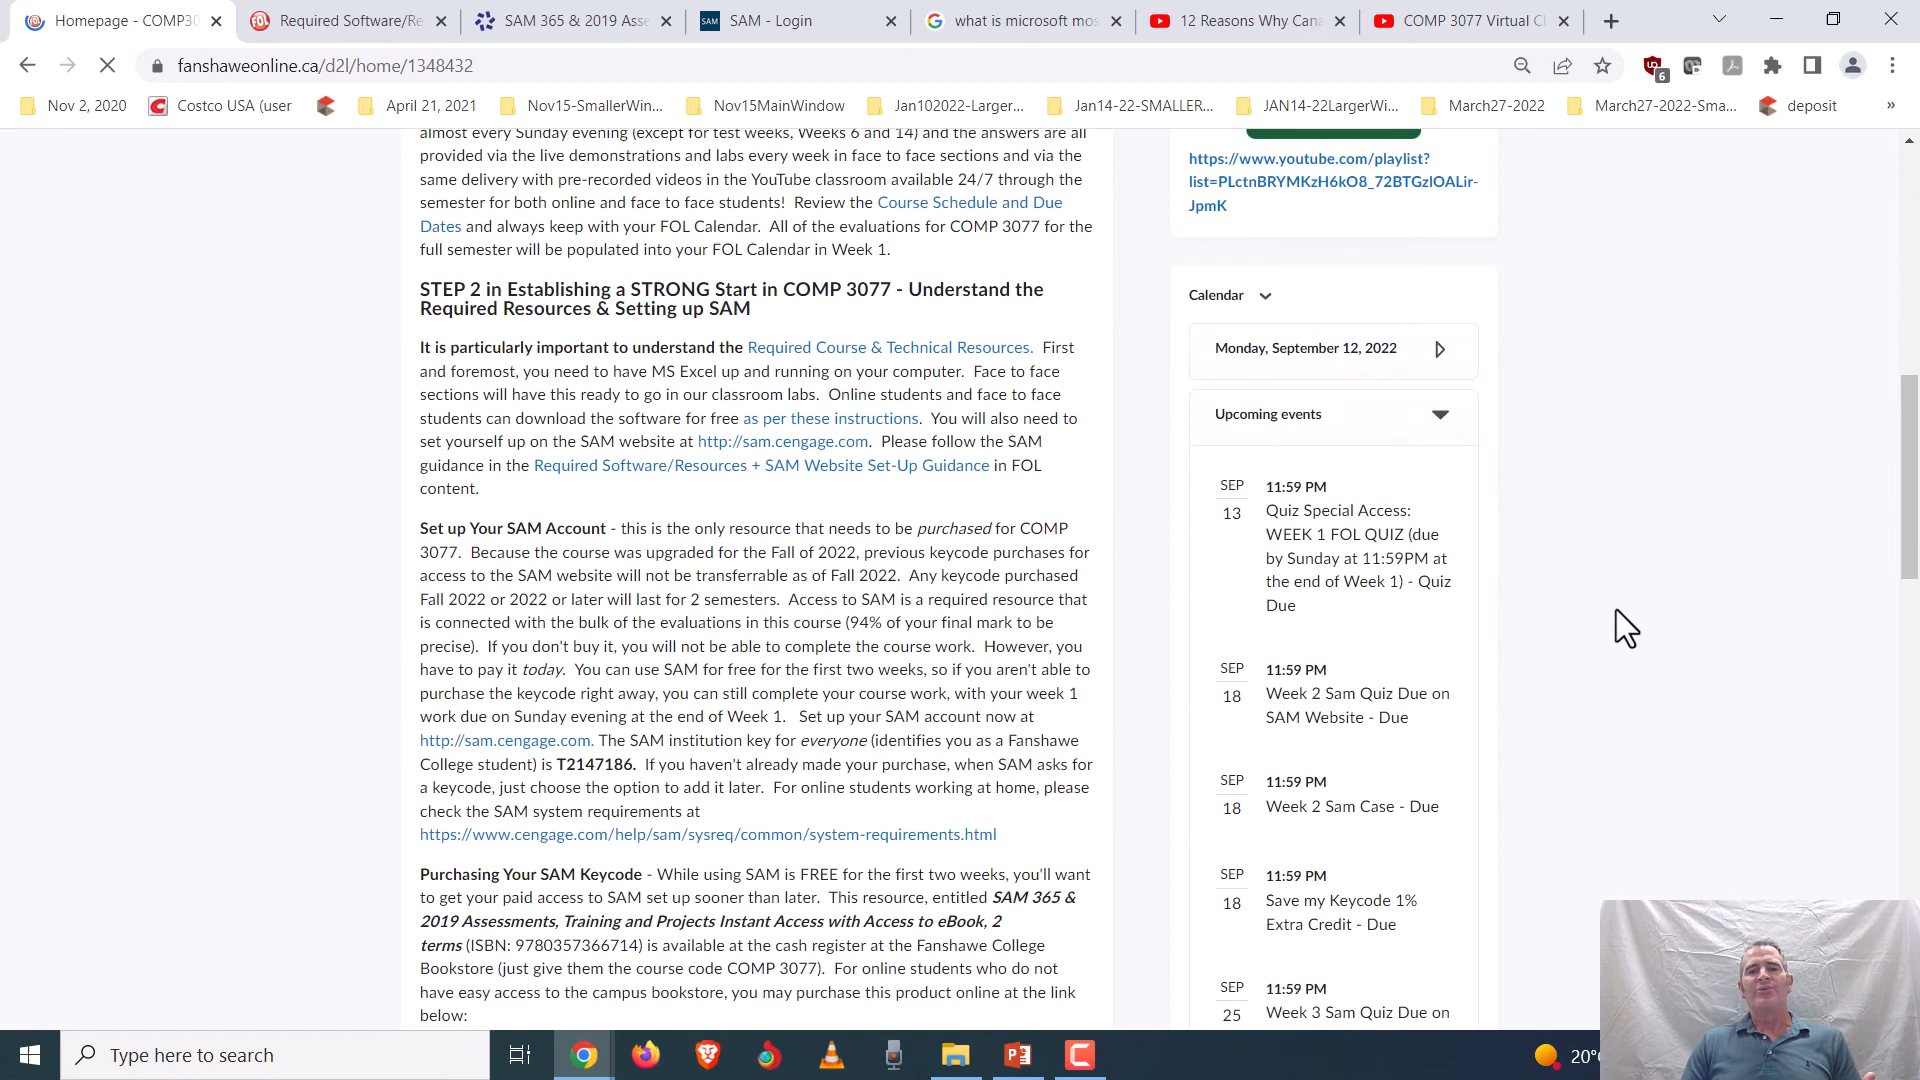 Homepage - COMP30
Required Software/Re
SAM 365 & 2019 Asse
SAM - Login
what is microsoft mos
12 Reasons Why Cana
COMP 3077 Virtual Cl
fanshaweonline.ca/d2l/home/1348432
6
Nov 2, 2020
Costco USA (user
April 21, 2021
Nov15-SmallerWin...
Nov15MainWindow
Jan102022-Larger...
Jan14-22-SMALLER...
JAN14-22LargerWi...
March27-2022
March27-2022-Sma...
deposit
almost every Sunday evening (except for test weeks, Weeks 6 and 14) and the answers are all
provided via the live demonstrations and labs every week in face to face sections and via the
same delivery with pre-recorded videos in the YouTube classroom available 24/7 through the
semester for both online and face to face students! Review the Course Schedule and Due
Dates and always keep with your FOL Calendar. All of the evaluations for COMP 3077 for the
full semester will be populated into your FOL Calendar in Week 1.
STEP 2 in Establishing a STRONG Start in COMP 3077 - Understand the
Required Resources & Setting up SAM
It is particularly important to understand the Required Course & Technical Resources. First
and foremost, you need to have MS Excel up and running on your computer. Face to face
sections will have this ready to go in our classroom labs. Online students and face to face
students can download the software for free as per these instructions. You will also need to
set yourself up on the SAM website at http://sam.cengage.com. Please follow the SAM
guidance in the Required Software/Resources + SAM Website Set-Up Guidance in FOL
content.
Set up Your SAM Account - this is the only resource that needs to be purchased for COMP
3077. Because the course was upgraded for the Fall of 2022, previous keycode purchases for
access to the SAM website will not be transferrable as of Fall 2022. Any keycode purchased
Fall 2022 or 2022 or later will last for 2 semesters. Access to SAM is a required resource that
is connected with the bulk of the evaluations in this course (94% of your final mark to be
precise). If you don't buy it, you will not be able to complete the course work. However, you
have to pay it today. You can use SAM for free for the first two weeks, so if you aren't able to
purchase the keycode right away, you can still complete your course work, with your week 1
work due on Sunday evening at the end of Week 1. Set up your SAM account now at
http://sam.cengage.com. The SAM institution key for everyone (identifies you as a Fanshawe
College student) is T2147186. If you haven't already made your purchase, when SAM asks for
a keycode, just choose the option to add it later. For online students working at home, please
check the SAM system requirements at
https://www.cengage.com/help/sam/sysreq/common/system-requirements.html
Purchasing Your SAM Keycode - While using SAM is FREE for the first two weeks, you'll want
to get your paid access to SAM set up sooner than later. This resource, entitled SAM 365 &
2019 Assessments, Training and Projects Instant Access with Access to eBook, 2
terms (ISBN: 9780357366714) is available at the cash register at the Fanshawe College
Bookstore (just give them the course code COMP 3077). For online students who do not
have easy access to the campus bookstore, you may purchase this product online at the link
below:
https://www.youtube.com/playlist?
list=PLctnBRYMKzH6kO8_72BTGzlOALir-
JpmK
Calendar
Monday, September 12, 2022
Upcoming events
SEP
13
11:59 PM
Quiz Special Access:
WEEK 1 FOL QUIZ (due
by Sunday at 11:59PM at
the end of Week 1) - Quiz
Due
SEP
18
11:59 PM
Week 2 Sam Quiz Due on
SAM Website - Due
SEP
18
11:59 PM
Week 2 Sam Case - Due
SEP
18
11:59 PM
Save my Keycode 1%
Extra Credit - Due
SEP
25
11:59 PM
Week 3 Sam Quiz Due on
Type here to search
20°